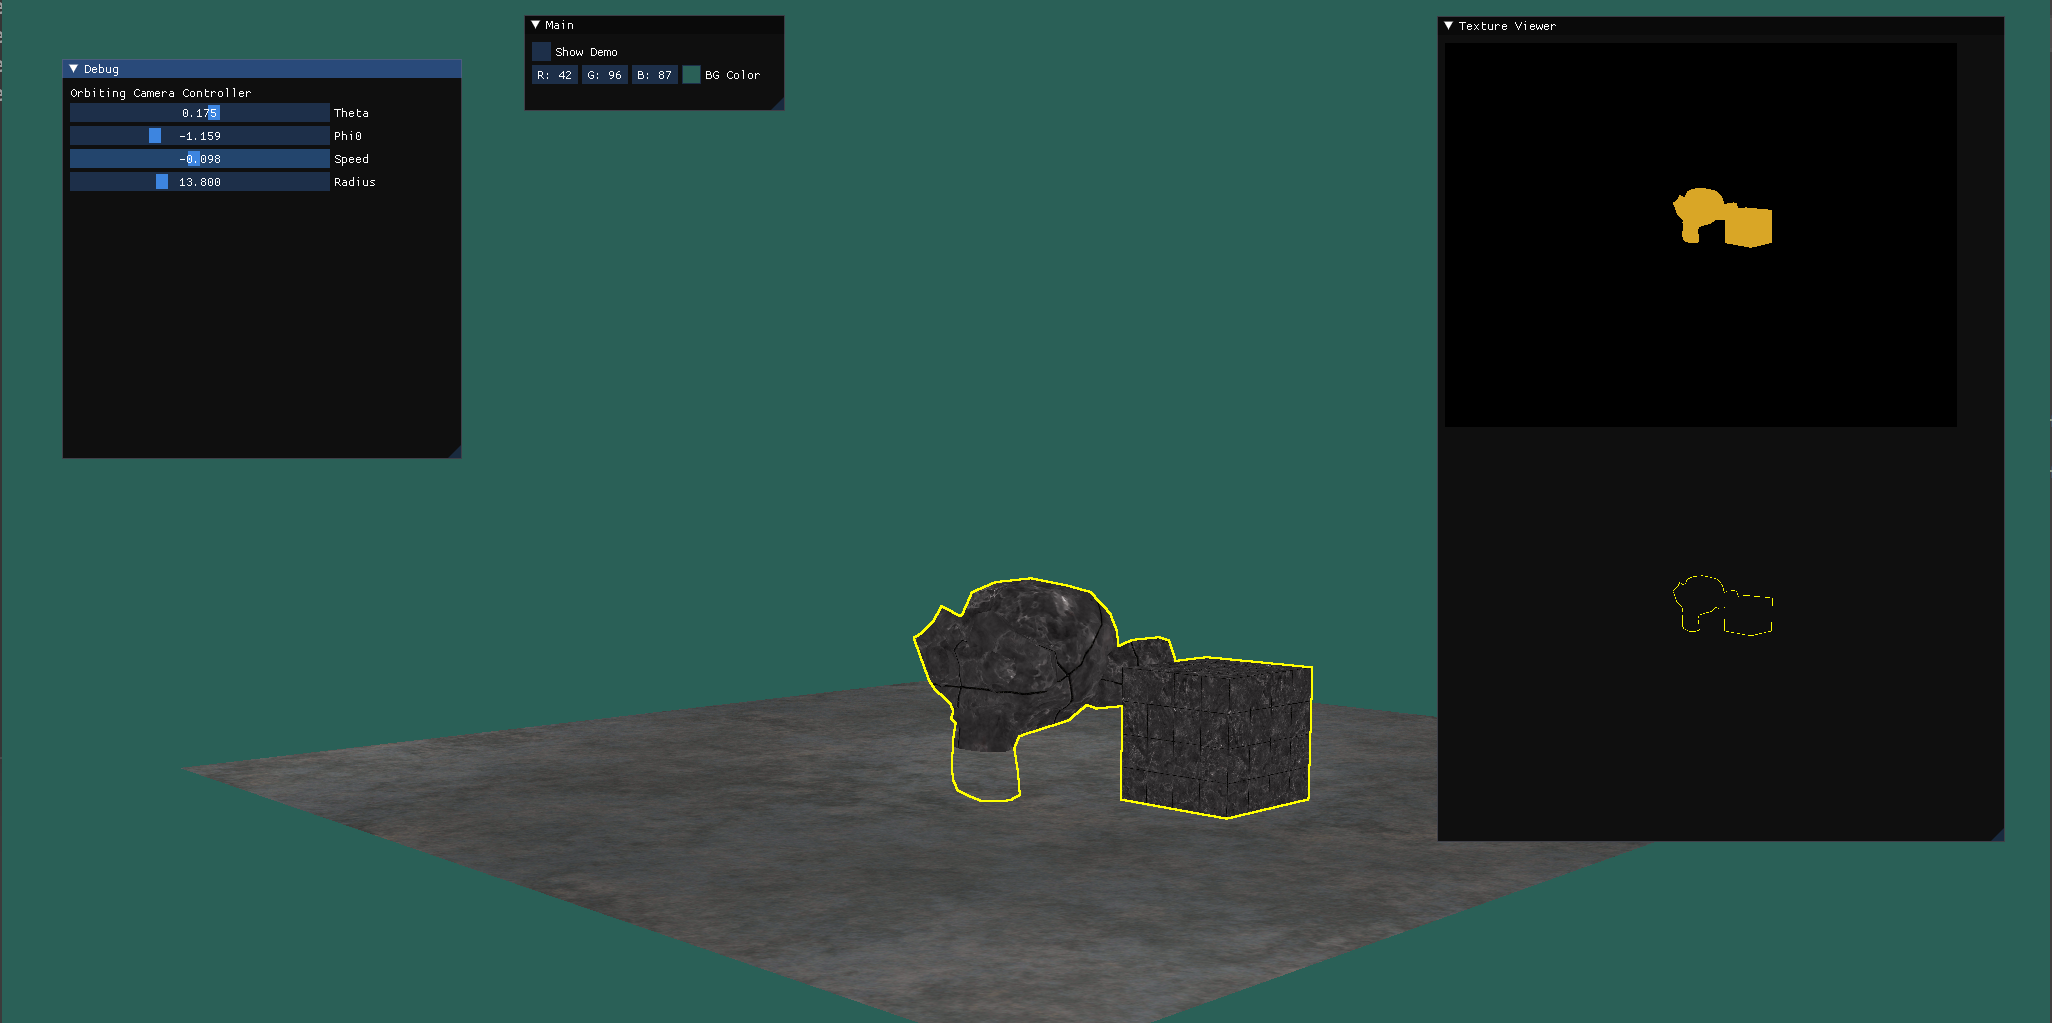 Debug
Orbiting Camera Controller
0.175 Theta
-1.159 Phi0
-0.098 Speed
13.800 Radius
Main
Show Demo
R: 42 G: 96 B: 87 BG Color
Texture Viewer